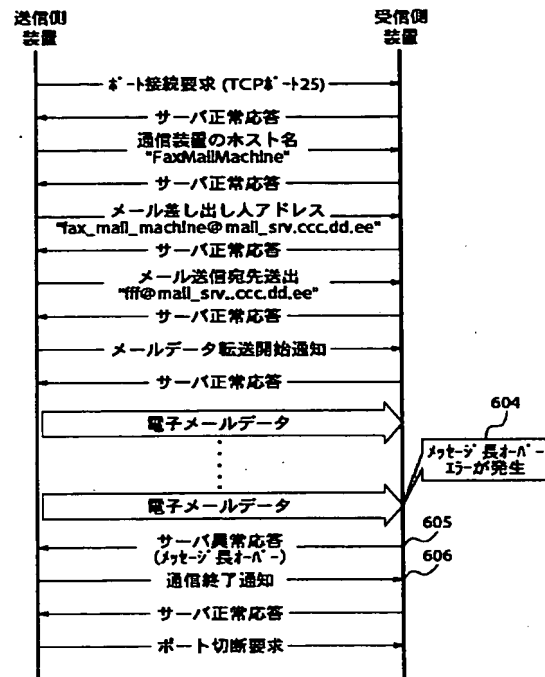 送信側
装置
受信側
装置
ポート接続要求 (TCPポート25)
サーバ正常応答
通信装置のホスト名
"FaxMailMachine"
サーバ正常応答
メール差し出し人アドレス
"fax_mail_machine@mail_srv.ccc.dd.ee"
サーバ正常応答
メール送信宛先送出
"fff@mail_srv..ccc.dd.ee"
サーバ正常応答
メールデータ転送開始通知
サーバ正常応答
電子メールデータ
604
メッセージ長オーバー
エラーが発生
電子メールデータ
サーバ異常応答
(メッセージ長オーバー)
605
606
通信終了通知
サーバ正常応答
ポート切断要求